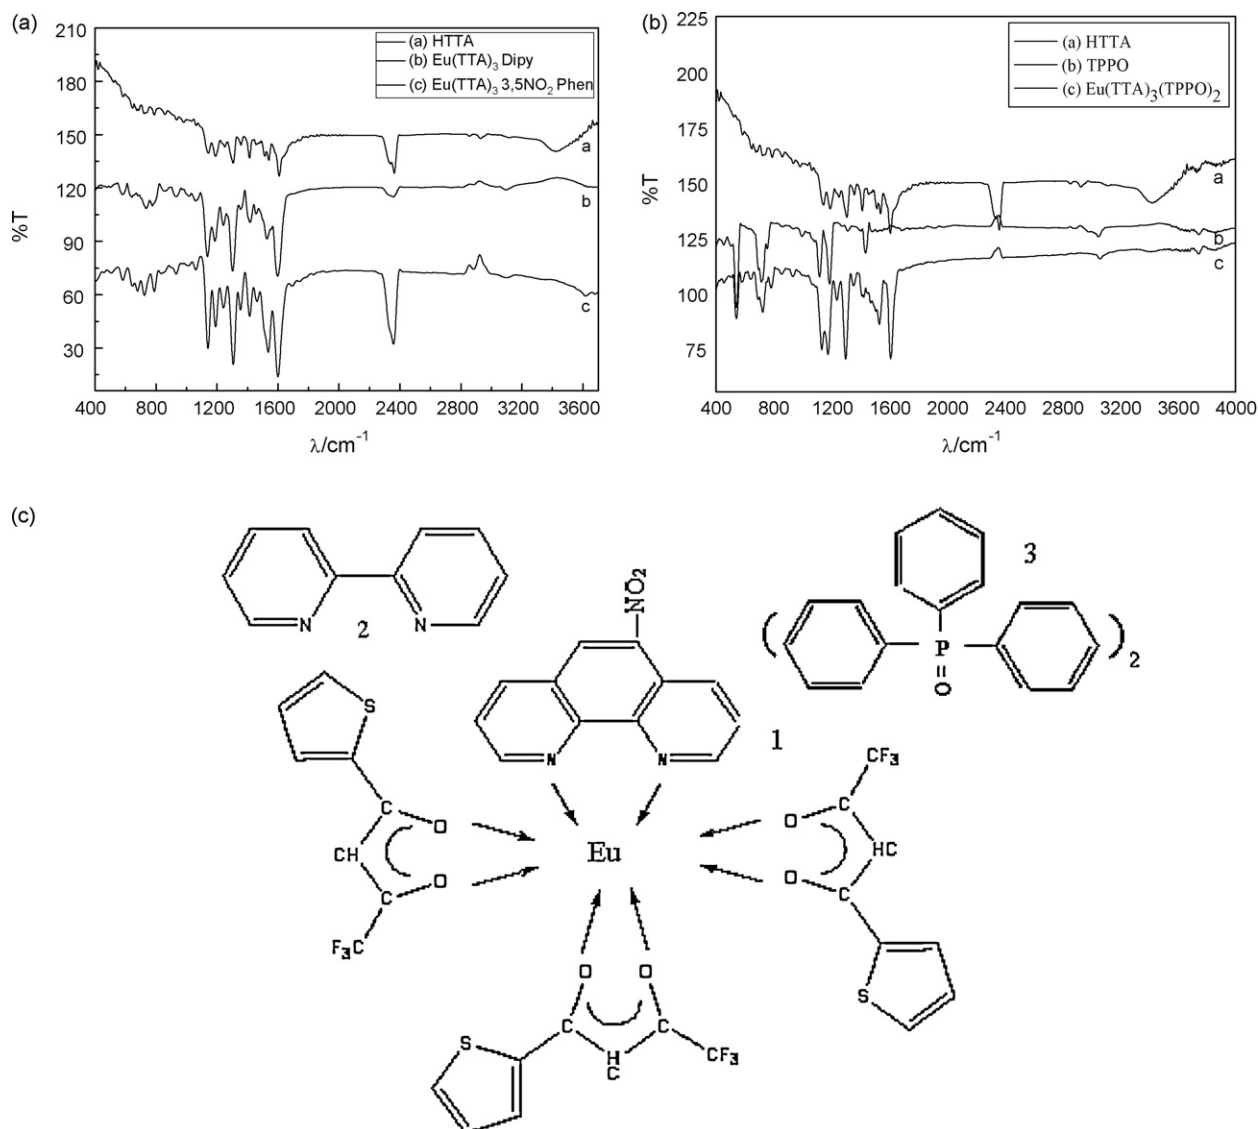 (a)
210
180
150
120
90
60
30
%T
(a) HTTA
(b) Eu(TTA)₃ Dipy
(c) Eu(TTA)₃ 3,5NO₂ Phen
a
b
c
400 1200 1600 2400 2800 3600
λ/cm⁻¹
(b)
225
200
175
150
125
100
75
%T
(a) HTTA
(b) TPPO
(c) Eu(TTA)₃(TPPO)₂
a
b
c
400 800 1200 1600 2000 2400 2800 3200 3600 4000
λ/cm⁻¹
(c)
N 2 N
NO₂
N N
1
3
P
O
( )₂
S
C O
CH
C O
F₃C
Eu
CF₃
O C
HC
O C
S
O O
C C
H
C
CF₃
S